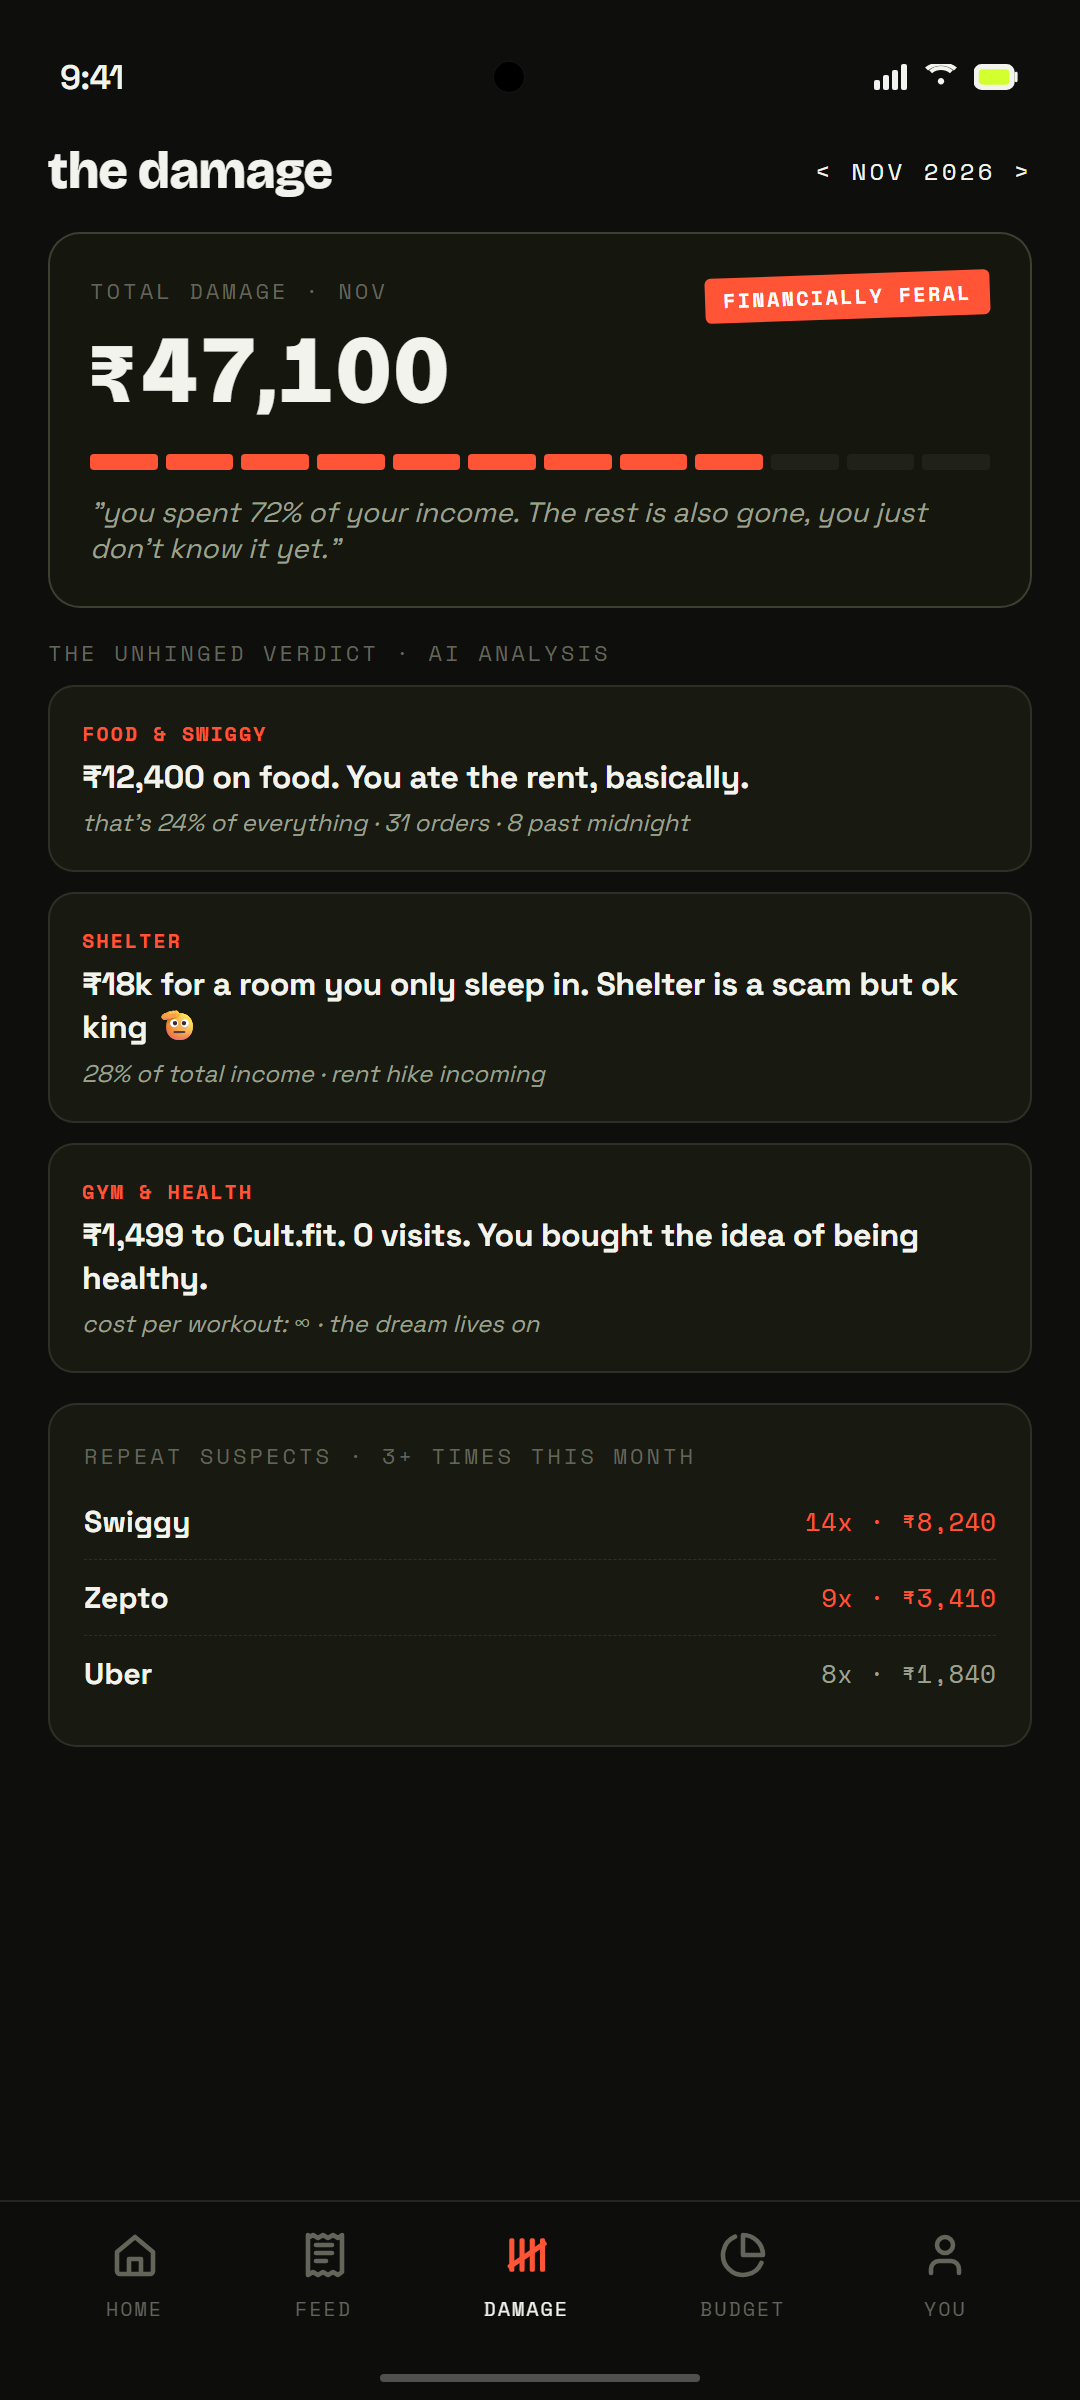 9:41
the damage
< NOV 2026 >
TOTAL DAMAGE · NOV
FINANCIALLY FERAL
₹47,100
”you spent 72% of your income. The rest is also gone, you just
don’t know it yet.”
THE UNHINGED VERDICT · AI ANALYSIS
FOOD & SWIGGY
₹12,400 on food. You ate the rent, basically.
that’s 24% of everything · 31 orders · 8 past midnight
SHELTER
₹18k for a room you only sleep in. Shelter is a scam but ok
king 🫡
28% of total income · rent hike incoming
GYM & HEALTH
₹1,499 to Cult.fit. 0 visits. You bought the idea of being
healthy.
cost per workout: ∞ · the dream lives on
REPEAT SUSPECTS · 3+ TIMES THIS MONTH
Swiggy 14x · ₹8,240
Zepto 9x · ₹3,410
Uber 8x · ₹1,840
HOME FEED DAMAGE BUDGET YOU